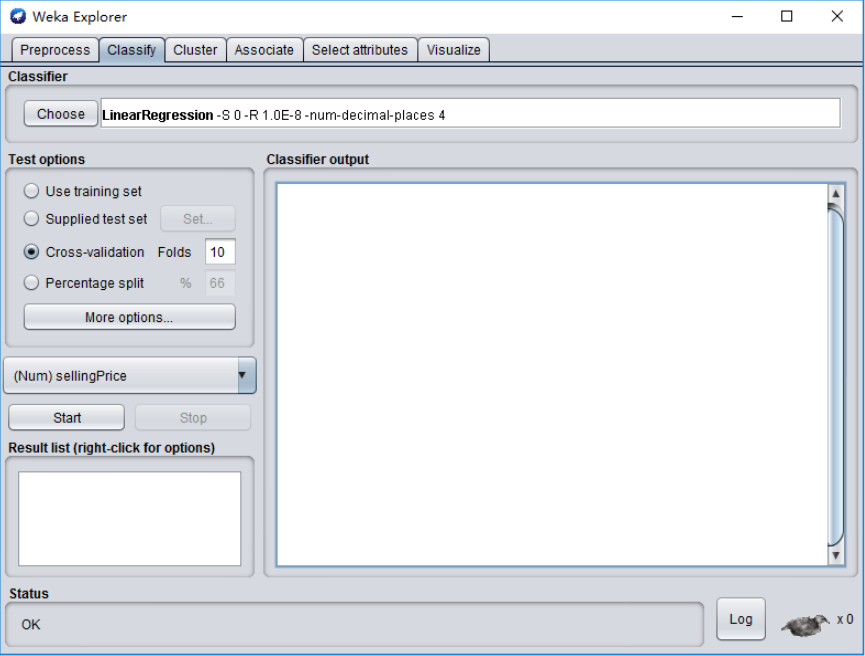 Weka Explorer
Preprocess Classify Cluster Associate Select attributes Visualize
Classifier
Choose LinearRegression -S 0 -R 1.0E-8 -num-decimal-places 4
Test options
Use training set
Supplied test set Set...
Cross-validation Folds 10
Percentage split % 66
More options...
(Num) sellingPrice
Start Stop
Result list (right-click for options)
Classifier output
Status
OK
Log x 0